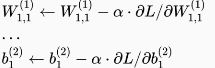 W_{1,1}^{(1)} ← W_{1,1}^{(1)} − α · ∂L/∂W_{1,1}^{(1)}
...
b_1^{(2)} ← b_1^{(2)} − α · ∂L/∂b_1^{(2)}